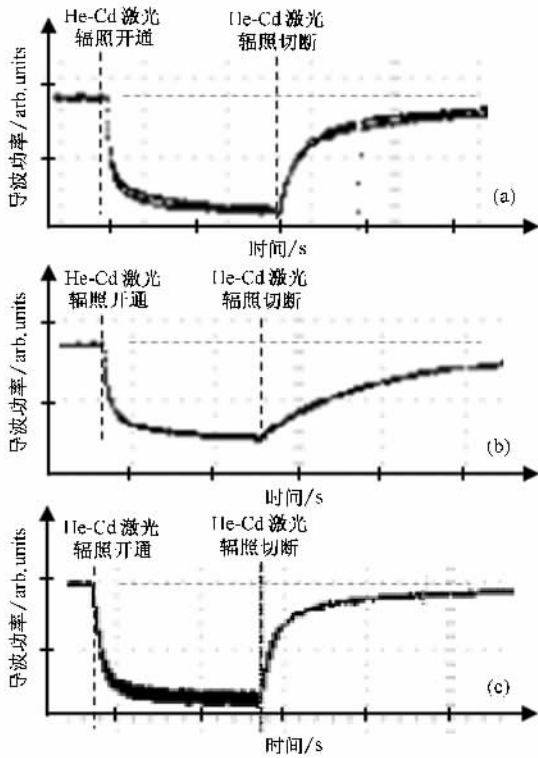 He-Cd 激光 He-Cd 激光
辐照开通 辐照切断
导波功率/arb.units
(a)
时间/s
He-Cd 激光 He-Cd 激光
辐照开通 辐照切断
导波功率/arb.units
(b)
时间/s
He-Cd 激光 He-Cd 激光
辐照开通 辐照切断
导波功率/arb.units
(c)
时间/s